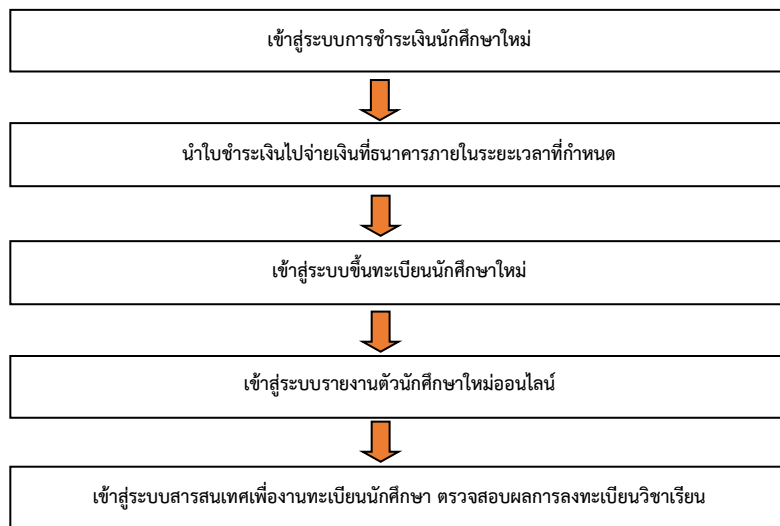 เข้าสู่ระบบการชำระเงินนักศึกษาใหม่
นำใบชำระเงินไปจ่ายเงินที่ธนาคารภายในระยะเวลาที่กำหนด
เข้าสู่ระบบขึ้นทะเบียนนักศึกษาใหม่
เข้าสู่ระบบรายงานตัวนักศึกษาใหม่ออนไลน์
เข้าสู่ระบบสารสนเทศเพื่องานทะเบียนนักศึกษา ตรวจสอบผลการลงทะเบียนวิชาเรียน